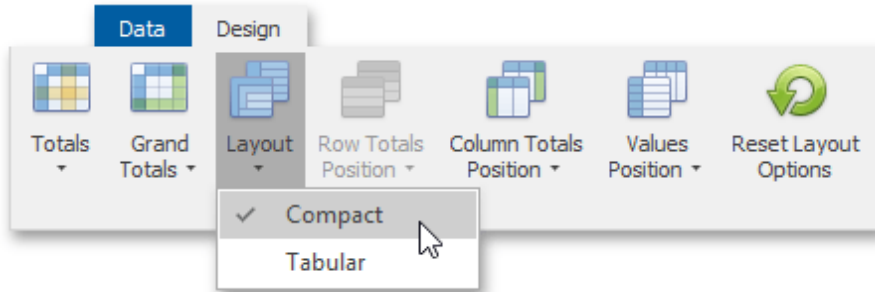 Data Design
Totals Grand Totals Layout Row Totals Position Column Totals Position Values Position Reset Layout Options
Compact
Tabular